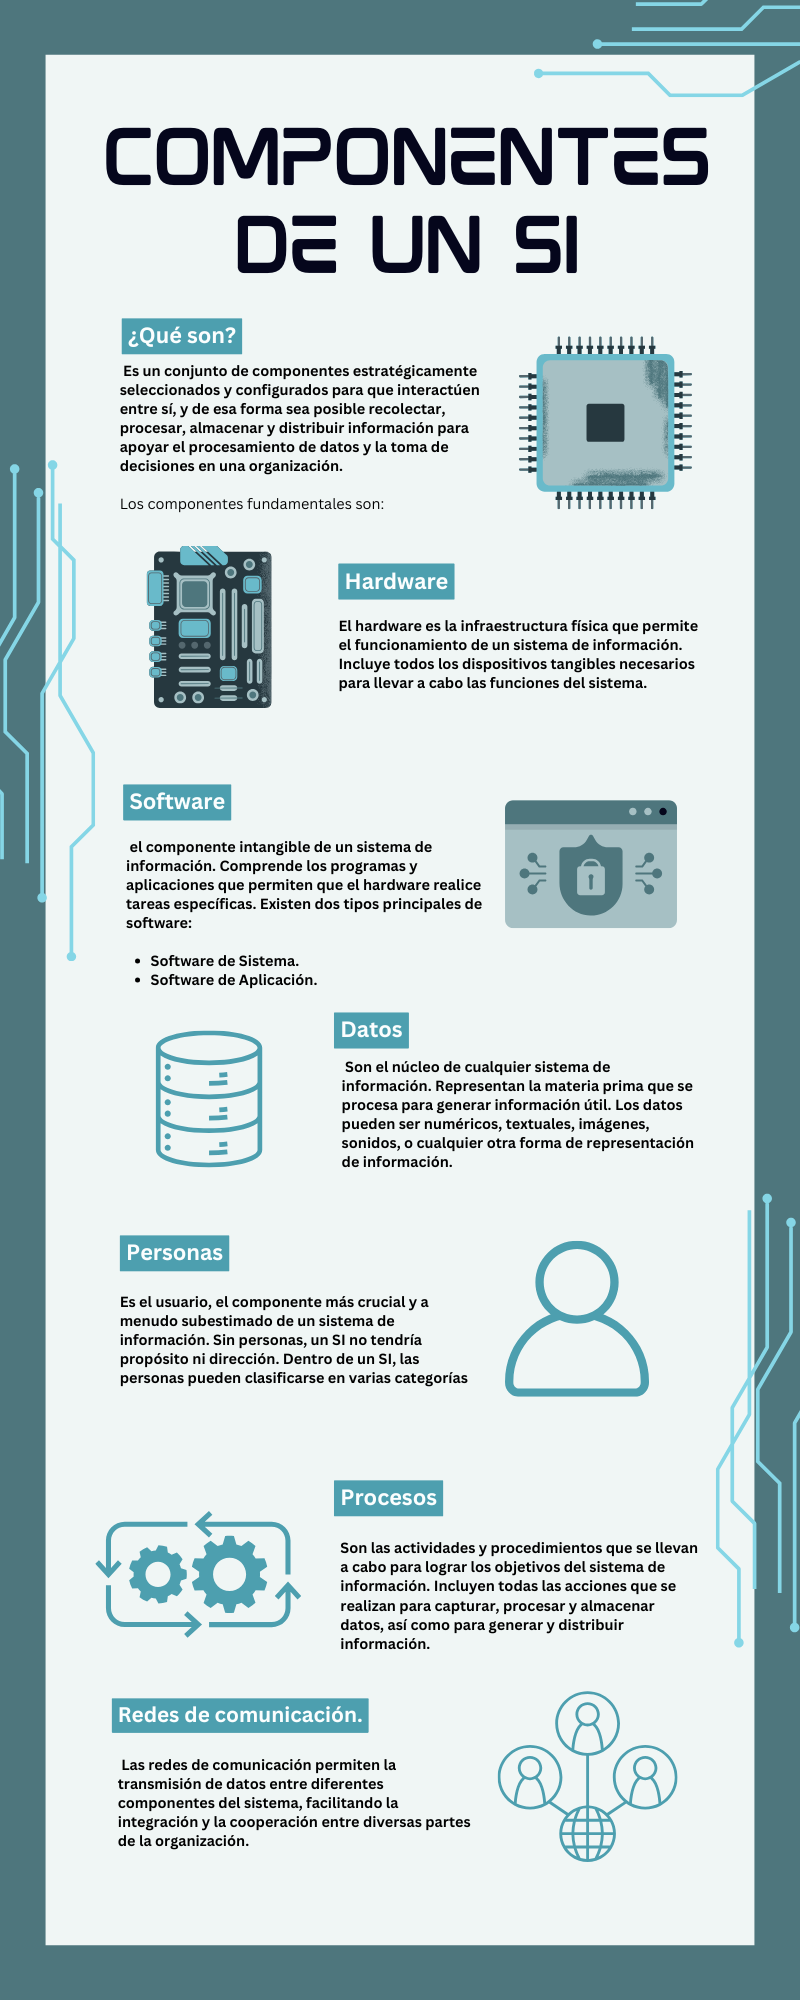 COMPONENTES
DE UN SI
¿Qué son?
Es un conjunto de componentes estratégicamente
seleccionados y configurados para que interactúen
entre sí, y de esa forma sea posible recolectar,
procesar, almacenar y distribuir información para
apoyar el procesamiento de datos y la toma de
decisiones en una organización.
Los componentes fundamentales son:
Hardware
El hardware es la infraestructura física que permite
el funcionamiento de un sistema de información.
Incluye todos los dispositivos tangibles necesarios
para llevar a cabo las funciones del sistema.
Software
el componente intangible de un sistema de
información. Comprende los programas y
aplicaciones que permiten que el hardware realice
tareas específicas. Existen dos tipos principales de
software:
• Software de Sistema.
• Software de Aplicación.
Datos
Son el núcleo de cualquier sistema de
información. Representan la materia prima que se
procesa para generar información útil. Los datos
pueden ser numéricos, textuales, imágenes,
sonidos, o cualquier otra forma de representación
de información.
Personas
Es el usuario, el componente más crucial y a
menudo subestimado de un sistema de
información. Sin personas, un SI no tendría
propósito ni dirección. Dentro de un SI, las
personas pueden clasificarse en varias categorías
Procesos
Son las actividades y procedimientos que se llevan
a cabo para lograr los objetivos del sistema de
información. Incluyen todas las acciones que se
realizan para capturar, procesar y almacenar
datos, así como para generar y distribuir
información.
Redes de comunicación.
Las redes de comunicación permiten la
transmisión de datos entre diferentes
componentes del sistema, facilitando la
integración y la cooperación entre diversas partes
de la organización.